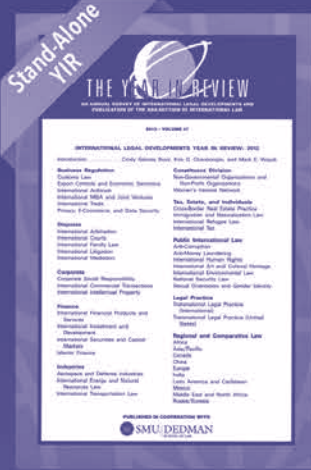 Stand-Alone
YIR
THE YEAR IN REVIEW
AN ANNUAL SURVEY OF INTERNATIONAL LEGAL DEVELOPMENTS AND
PUBLICATION OF THE ABA/SECTION OF INTERNATIONAL LAW
2013 • VOLUME 47
INTERNATIONAL LEGAL DEVELOPMENTS YEAR IN REVIEW: 2012
Introduction
Business Regulation
Customs Law
Export Controls and Economic Sanctions
International Antitrust
International M&A and Joint Ventures
International Trade
Privacy, E-Commerce, and Data Security
Disputes
International Arbitration
International Courts
International Family Law
International Litigation
International Mediation
Corporate
Corporate Social Responsibility
International Commercial Transactions
International Intellectual Property
Finance
International Financial Products and
Services
International Investment and
Development
International Securities and Capital
Markets
Islamic Finance
Industries
Aerospace and Defense Industries
International Energy and Natural
Resources Law
International Transportation Law
Constituent Division
Non-Governmental Organizations and
Not-For-Profit Organizations
Women's Interest Network
Tax, Estate, and Individuals
Cross-Border Real Estate Practice
Immigration and Naturalization Law
International Refugee Law
International Tax
Public International Law
Anti-Corruption
Anti-Money Laundering
International Human Rights
International Art and Cultural Heritage
International Environmental Law
National Security Law
Sexual Orientation and Gender Identity
Legal Practice
Transnational Legal Practice
(International)
Transnational Legal Practice (United
States)
Regional and Comparative Law
Africa
Asia/Pacific
Canada
China
Europe
India
Latin America and Caribbean
Mexico
Middle East and North Africa
Russia/Eurasia
PUBLISHED IN COOPERATION WITH
SMU DEDMAN
SCHOOL OF LAW